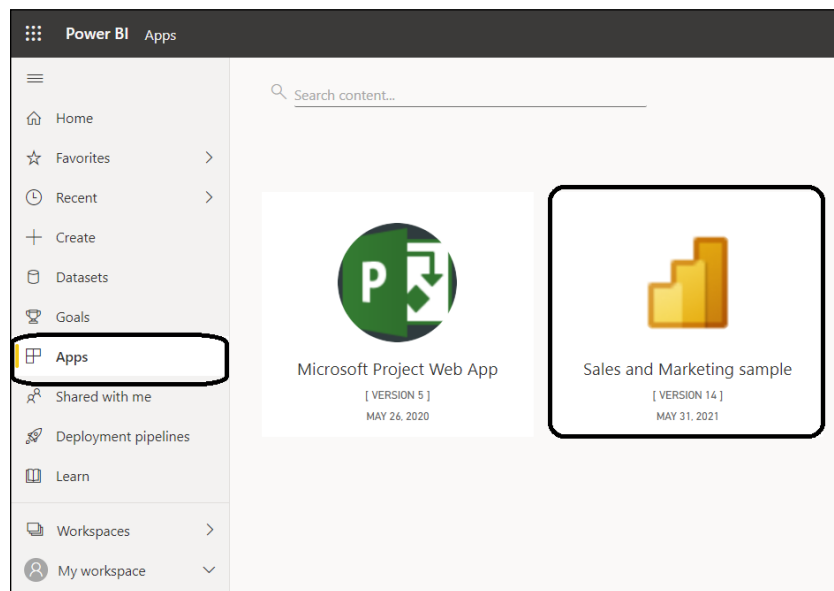 Power BI Apps
Search content...
Home
Favorites
Recent
Create
Datasets
Goals
Apps
Shared with me
Deployment pipelines
Learn
Workspaces
My workspace
P
Microsoft Project Web App
[ VERSION 5 ]
MAY 26, 2020
Sales and Marketing sample
[ VERSION 14 ]
MAY 31, 2021